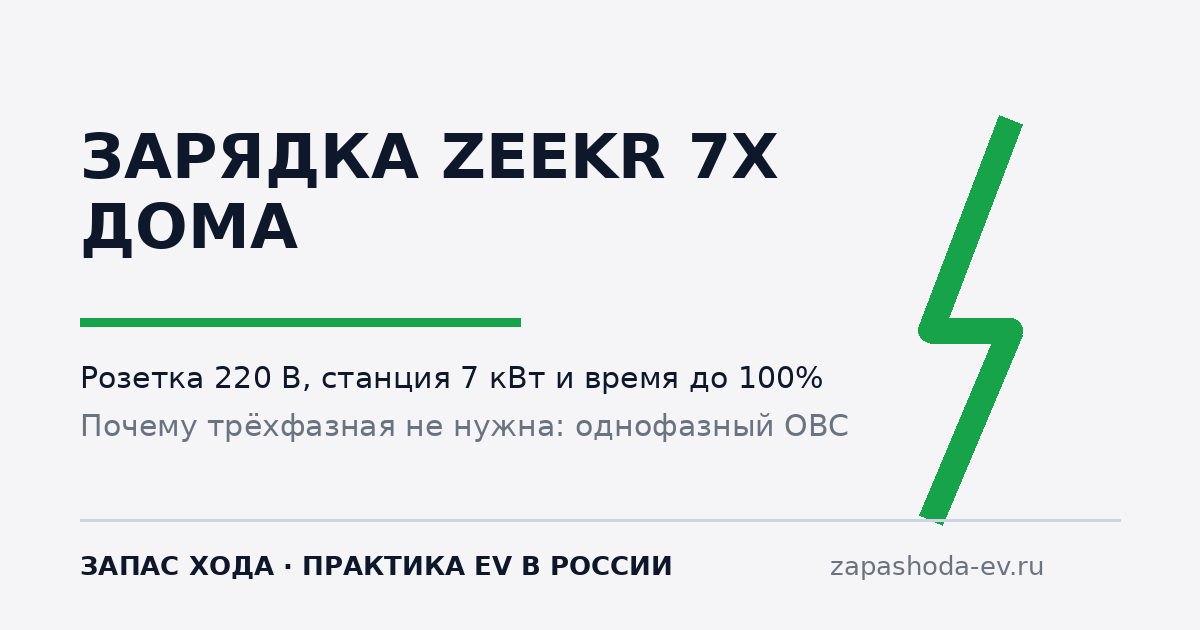 ЗАРЯДКА ZEEKR 7X
ДОМА
Розетка 220 В, станция 7 кВт и время до 100%
Почему трёхфазная не нужна: однофазный OBC
ЗАПАС ХОДА · ПРАКТИКА EV В РОССИИ
zapashoda-ev.ru